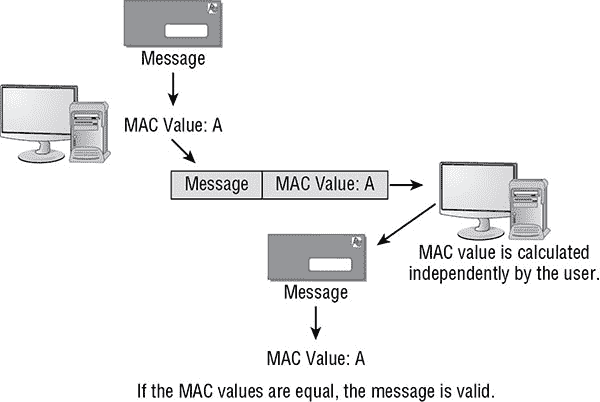 Message
MAC Value: A
Message MAC Value: A
MAC value is calculated
independently by the user.
Message
MAC Value: A
If the MAC values are equal, the message is valid.